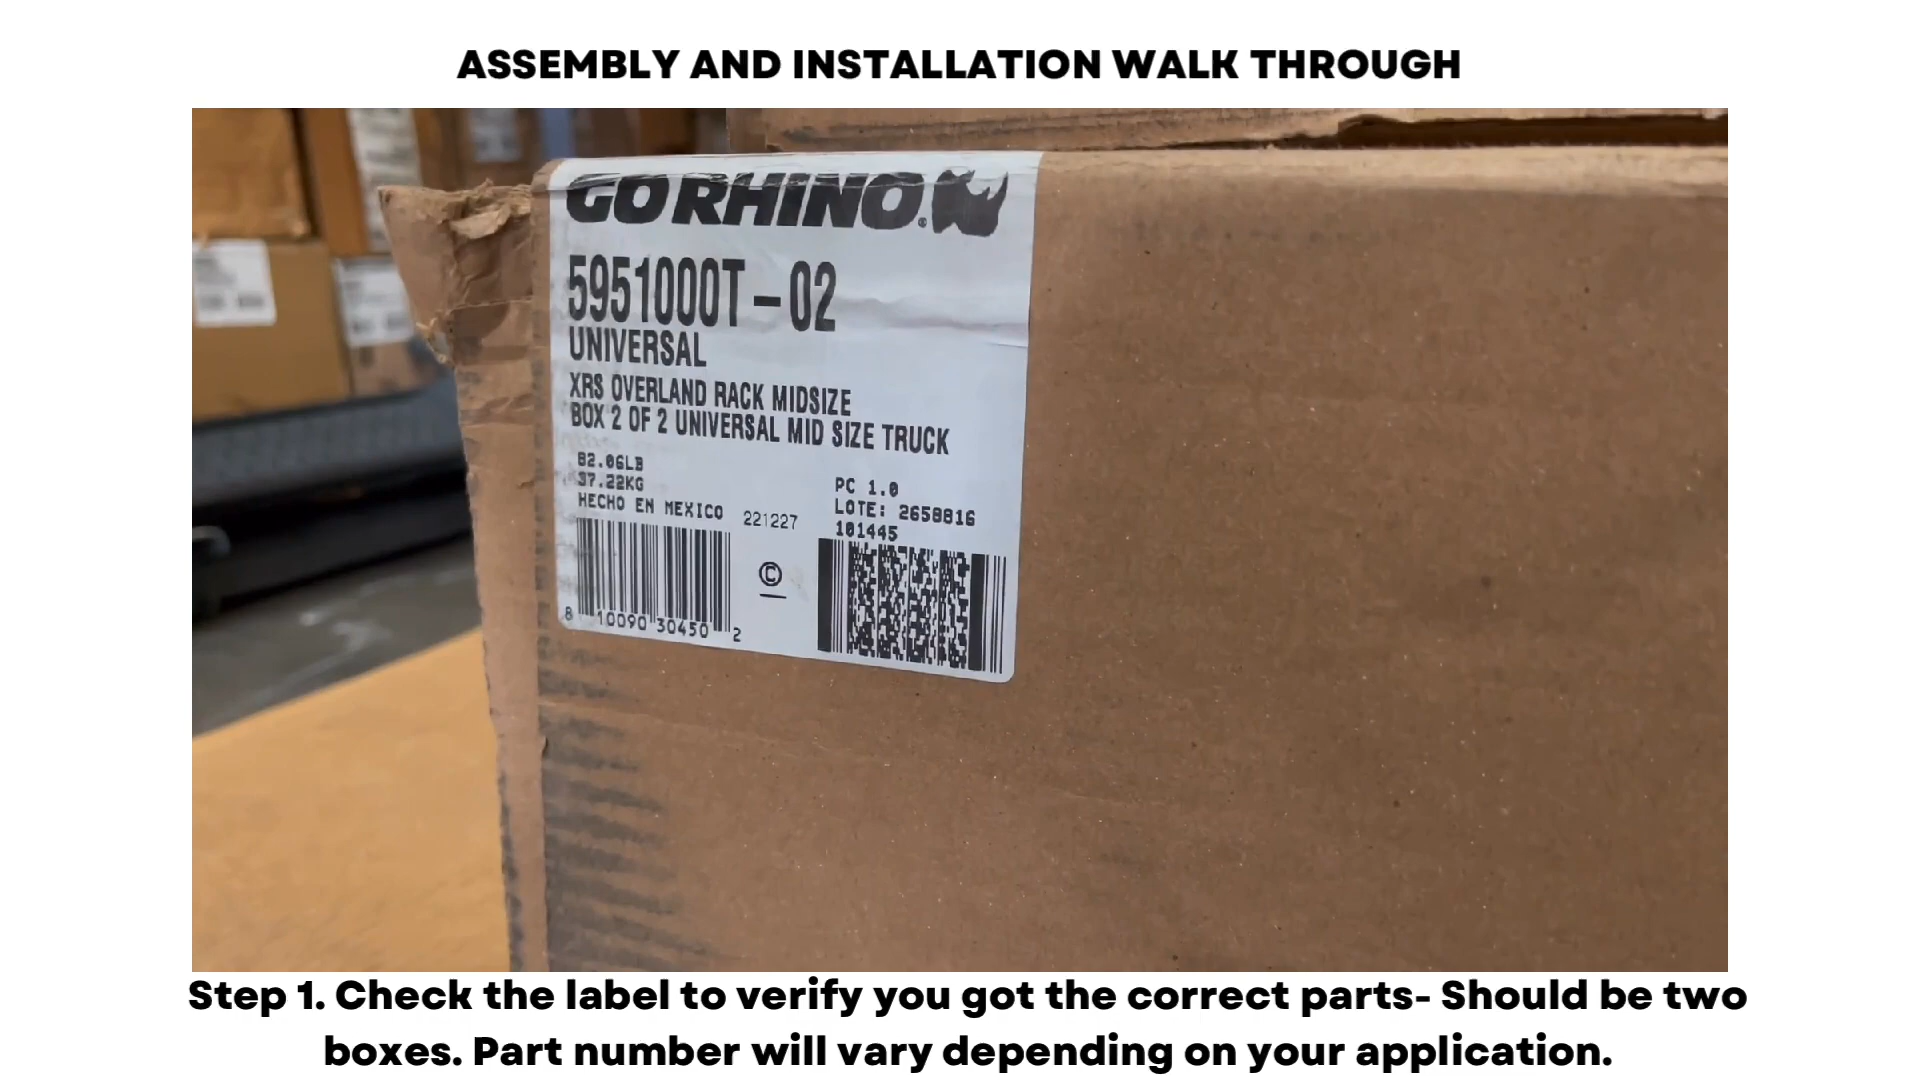 ASSEMBLY AND INSTALLATION WALK THROUGH
GO RHINO®
5951000T-02
UNIVERSAL
XRS OVERLAND RACK MIDSIZE
BOX 2 OF 2 UNIVERSAL MID SIZE TRUCK
82.06LB
37.22KG
HECHO EN MEXICO
221227
PC 1.0
LOTE: 2658816
101445
©
8 10090 30450 2
Step 1. Check the label to verify you got the correct parts- Should be two
boxes. Part number will vary depending on your application.